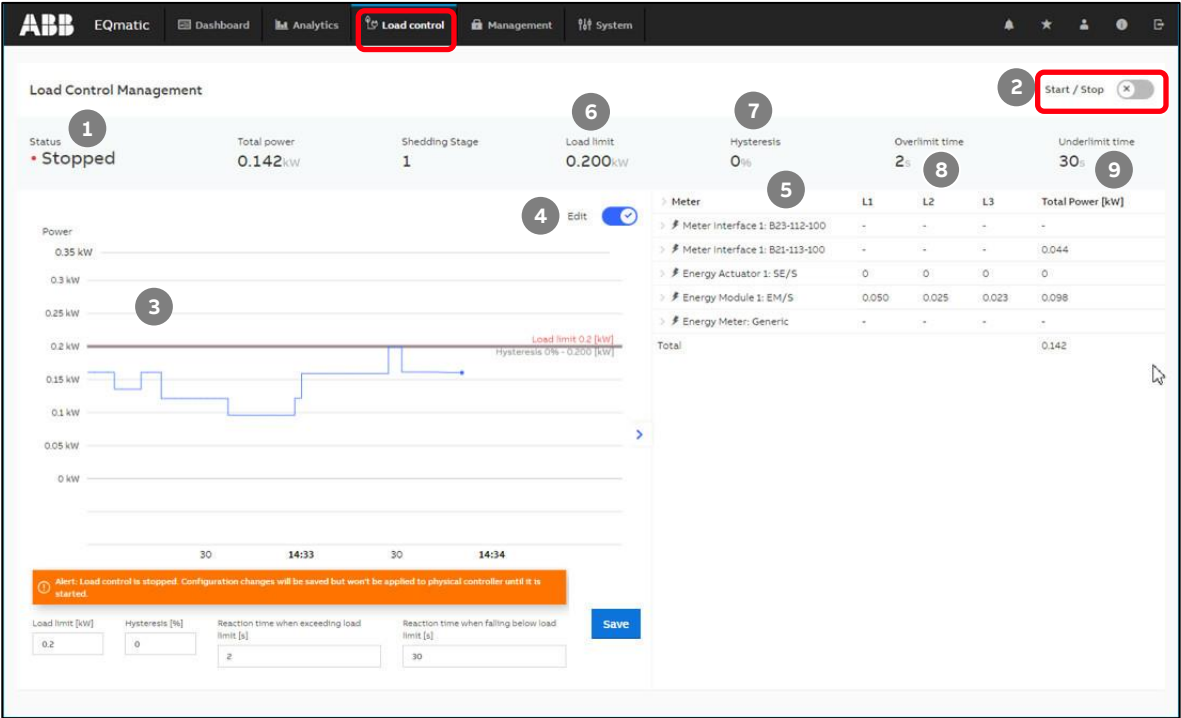 ABB EQmatic Dashboard Analytics Load control Management System
Load Control Management
2 Start / Stop
1 6 7
Status Total power Shedding Stage Load limit Hysteresis Overlimit time Underlimit time
Stopped 0.142kW 1 0.200kW 0% 2s 30s
8 9
5
4 Edit
Meter L1 L2 L3 Total Power [kW]
Meter Interface 1: B23-112-100 - - - -
Meter Interface 1: B21-113-100 - - - 0.044
Energy Actuator 1: SE/S 0 0 0 0
Energy Module 1: EM/S 0.050 0.025 0.023 0.098
Energy Meter: Generic - - - -
Total 0.142
Power
0.35 kW
0.3 kW
3
0.25 kW
Load limit 0.2 [kW]
0.2 kW
Hysteresis 0% - 0.200 [kW]
0.15 kW
0.1 kW
0.05 kW
0 kW
30 14:33 30 14:34
Alert: Load control is stopped. Configuration changes will be saved but won't be applied to physical controller until it is
started.
Load limit [kW] Hysteresis [%] Reaction time when exceeding load
limit [s]
Reaction time when falling below load
limit [s]
0.2 0 2 30
Save